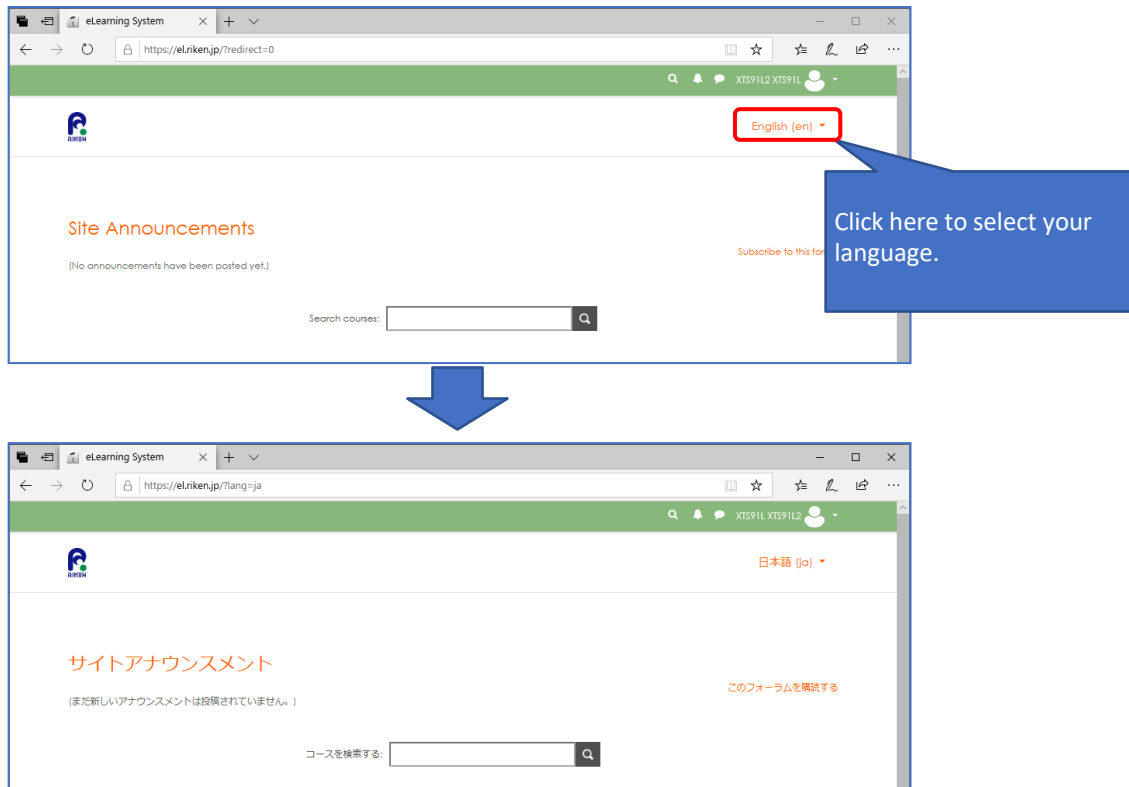 eLearning System
https://el.riken.jp/?redirect=0
XTS91L2 XTS91L
RIKEN
English (en)
Click here to select your
language.
Site Announcements
Subscribe to this for
(No announcements have been posted yet.)
Search courses:
eLearning System
https://el.riken.jp/?lang=ja
XTS91L XTS91L2
RIKEN
日本語 (ja)
サイトアナウンスメント
このフォーラムを購読する
(まだ新しいアナウンスメントは投稿されていません。)
コースを検索する: